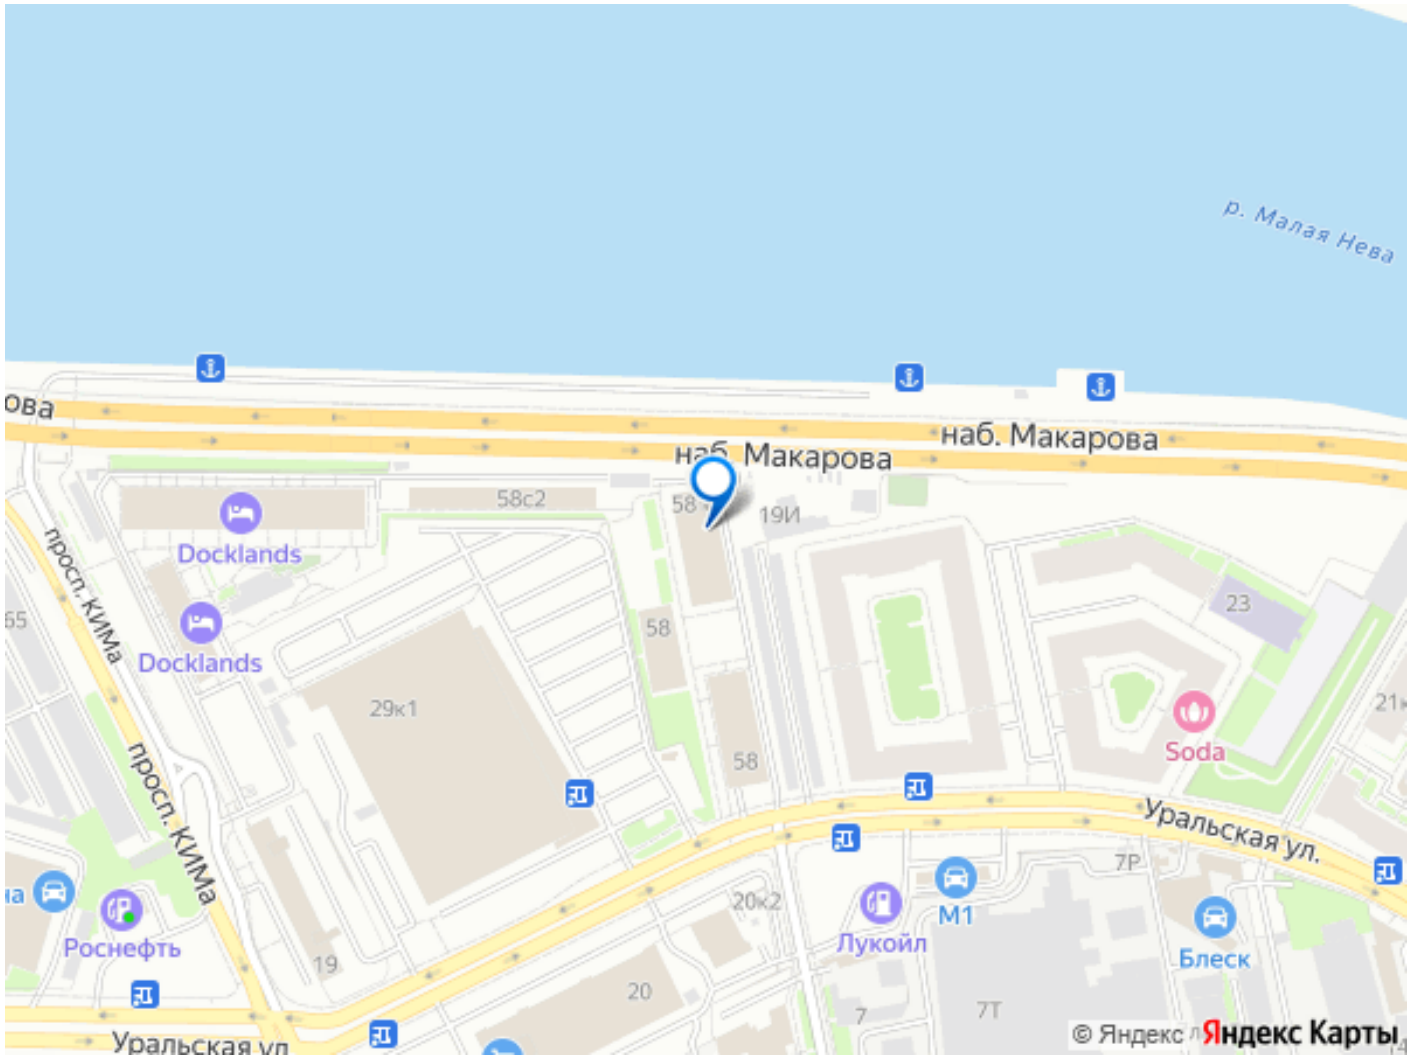 р. Малая Нева
ова
наб. Макарова
наб. Макарова
58с2
58
19И
Docklands
просп. КИМа
23
65
58
Docklands
29к1
21к
Soda
58
просп. КИМа
Уральская ул.
7Р
на
20к2
М1
Роснефть
Лукойл
Блеск
19
20
7
7Т
© Яндекс
Яндекс Карты
Уральская ул
14